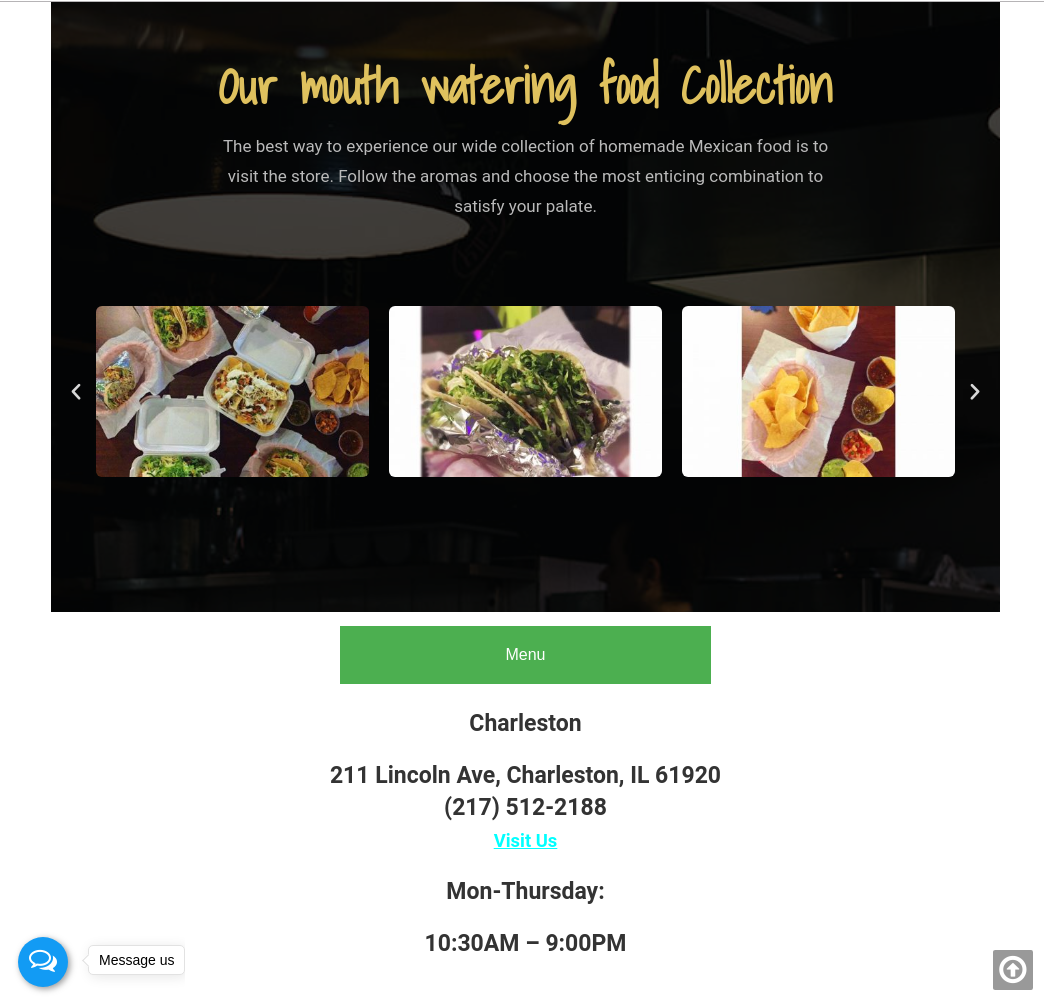 Our mouth watering food Collection
The best way to experience our wide collection of homemade Mexican food is to
visit the store. Follow the aromas and choose the most enticing combination to
satisfy your palate.
Menu
Charleston
211 Lincoln Ave, Charleston, IL 61920
(217) 512-2188
Visit Us
Mon-Thursday:
10:30AM – 9:00PM
Message us